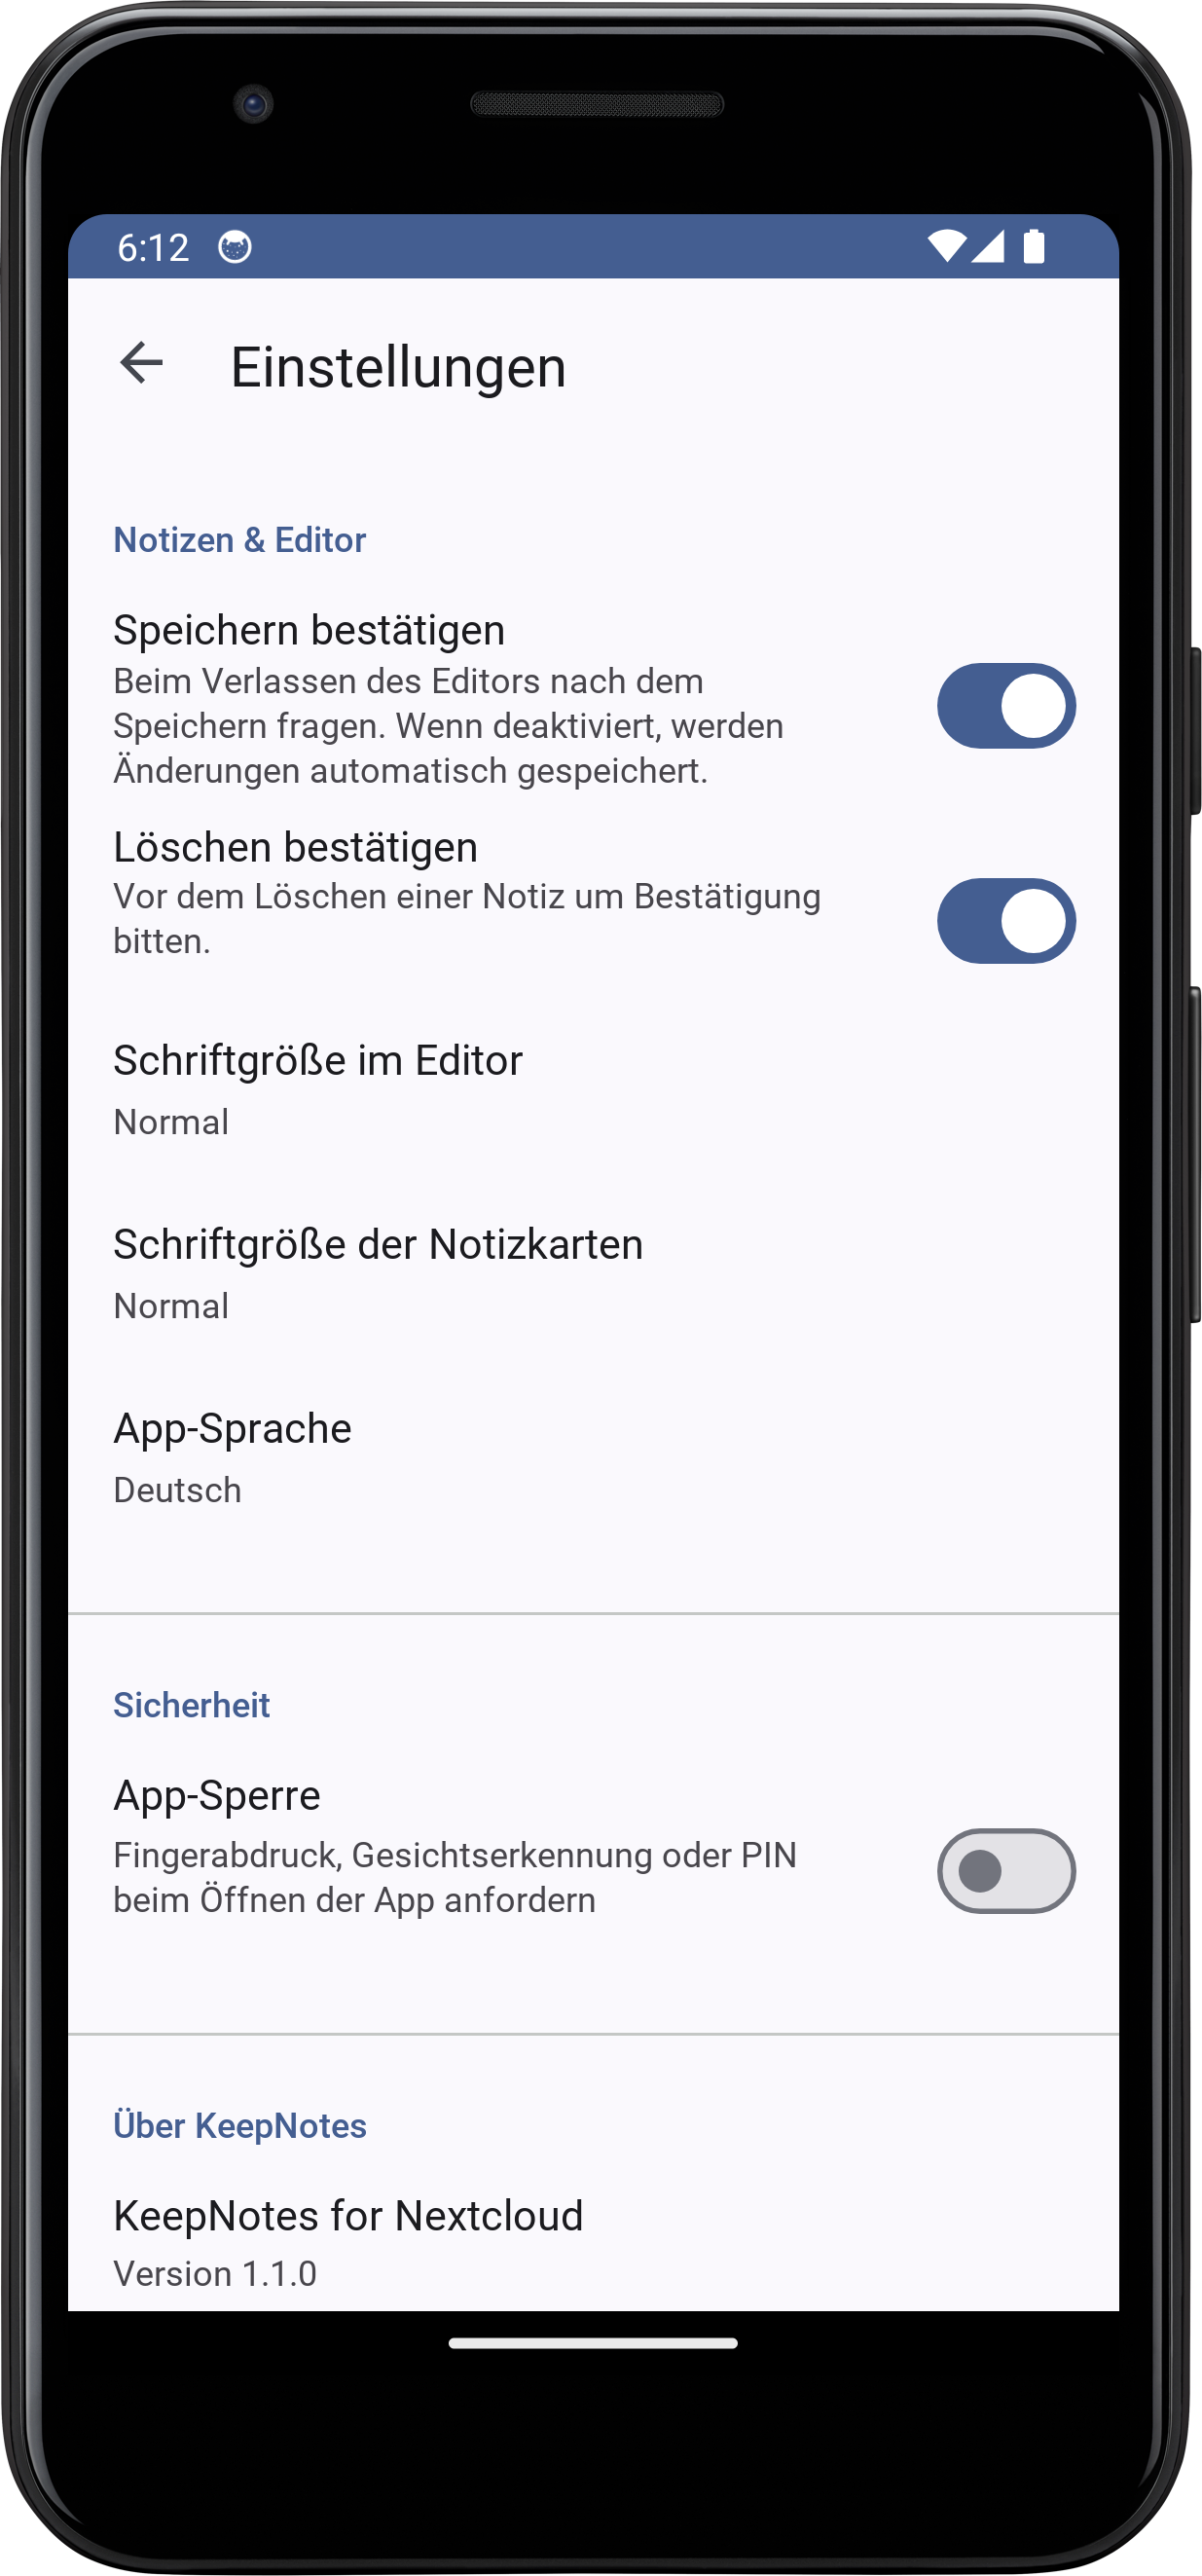 6:12
Einstellungen
Notizen & Editor
Speichern bestätigen
Beim Verlassen des Editors nach dem
Speichern fragen. Wenn deaktiviert, werden
Änderungen automatisch gespeichert.
Löschen bestätigen
Vor dem Löschen einer Notiz um Bestätigung
bitten.
Schriftgröße im Editor
Normal
Schriftgröße der Notizkarten
Normal
App-Sprache
Deutsch
Sicherheit
App-Sperre
Fingerabdruck, Gesichtserkennung oder PIN
beim Öffnen der App anfordern
Über KeepNotes
KeepNotes for Nextcloud
Version 1.1.0